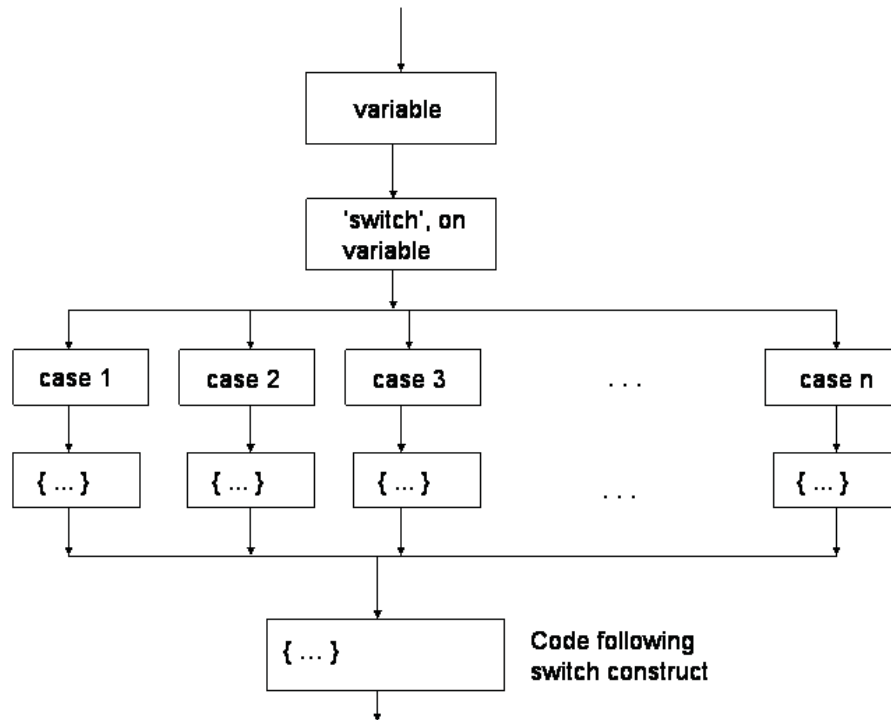 variable
'switch', on
variable
case 1
case 2
case 3
. . .
case n
{ ... }
{ ... }
{ ... }
. . .
{ ... }
{ ... }
Code following
switch construct